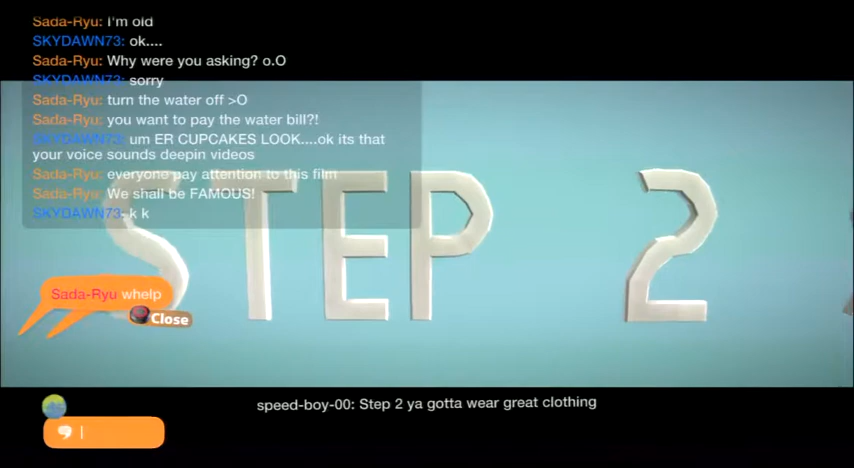 Sada-Ryu: I'm old
SKYDAWN73: ok....
Sada-Ryu: Why were you asking? o.O
SKYDAWN73: sorry
Sada-Ryu: turn the water off >O
Sada-Ryu: you want to pay the water bill?!
SKYDAWN73: um ER CUPCAKES LOOK....ok its that
your voice sounds deepin videos
Sada-Ryu: everyone pay attention to this film
Sada-Ryu: We shall be FAMOUS!
SKYDAWN73: k k
STEP 2
Sada-Ryu whelp
Close
speed-boy-00: Step 2 ya gotta wear great clothing